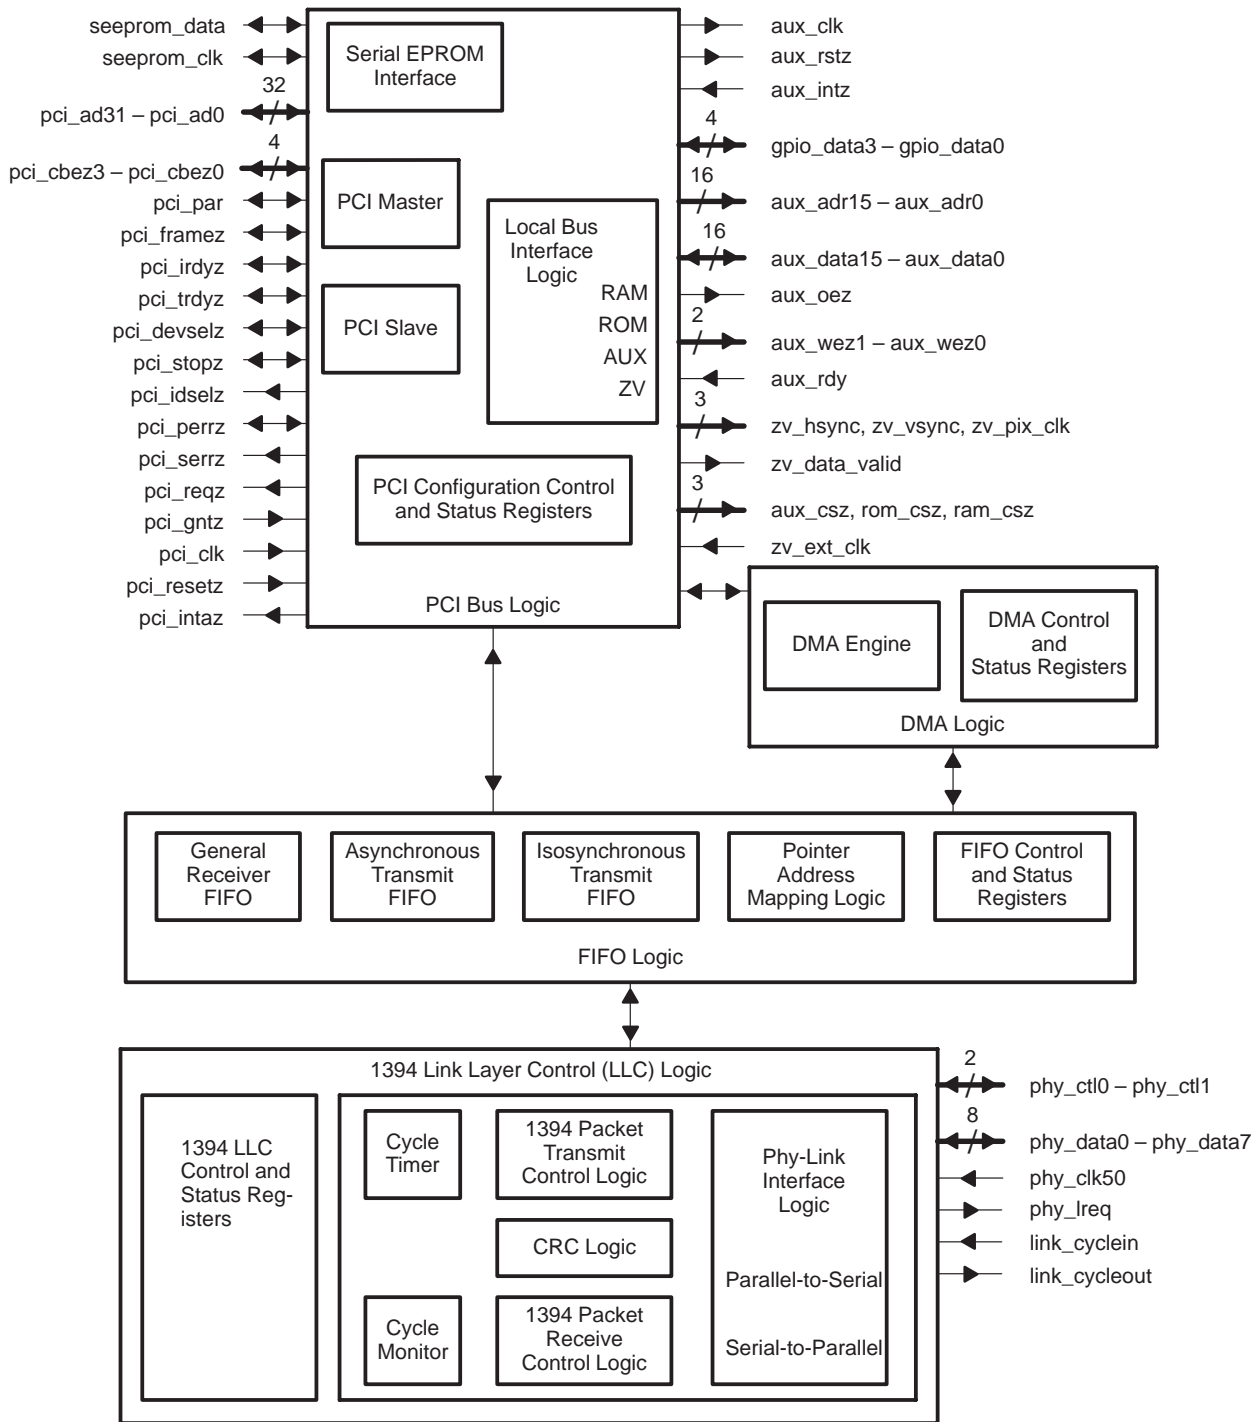 seeprom_data
seeprom_clk
32
pci_ad31 – pci_ad0
4
pci_cbez3 – pci_cbez0
pci_par
pci_framez
pci_irdyz
pci_trdyz
pci_devselz
pci_stopz
pci_idselz
pci_perrz
pci_serrz
pci_reqz
pci_gntz
pci_clk
pci_resetz
pci_intaz
Serial EPROM
Interface
PCI Master
PCI Slave
Local Bus
Interface
Logic
RAM
ROM
AUX
ZV
PCI Configuration Control
and Status Registers
PCI Bus Logic
aux_clk
aux_rstz
aux_intz
4
gpio_data3 – gpio_data0
16
aux_adr15 – aux_adr0
16
aux_data15 – aux_data0
aux_oez
2
aux_wez1 – aux_wez0
aux_rdy
3
zv_hsync, zv_vsync, zv_pix_clk
zv_data_valid
3
aux_csz, rom_csz, ram_csz
zv_ext_clk
DMA Engine
DMA Control
and
Status Registers
DMA Logic
General
Receiver
FIFO
Asynchronous
Transmit
FIFO
Isosynchronous
Transmit
FIFO
Pointer
Address
Mapping Logic
FIFO Control
and Status
Registers
FIFO Logic
1394 Link Layer Control (LLC) Logic
1394 LLC
Control and
Status Reg-
isters
Cycle
Timer
1394 Packet
Transmit
Control Logic
CRC Logic
Cycle
Monitor
1394 Packet
Receive
Control Logic
Phy-Link
Interface
Logic
Parallel-to-Serial
Serial-to-Parallel
2
phy_ctl0 – phy_ctl1
8
phy_data0 – phy_data7
phy_clk50
phy_lreq
link_cyclein
link_cycleout